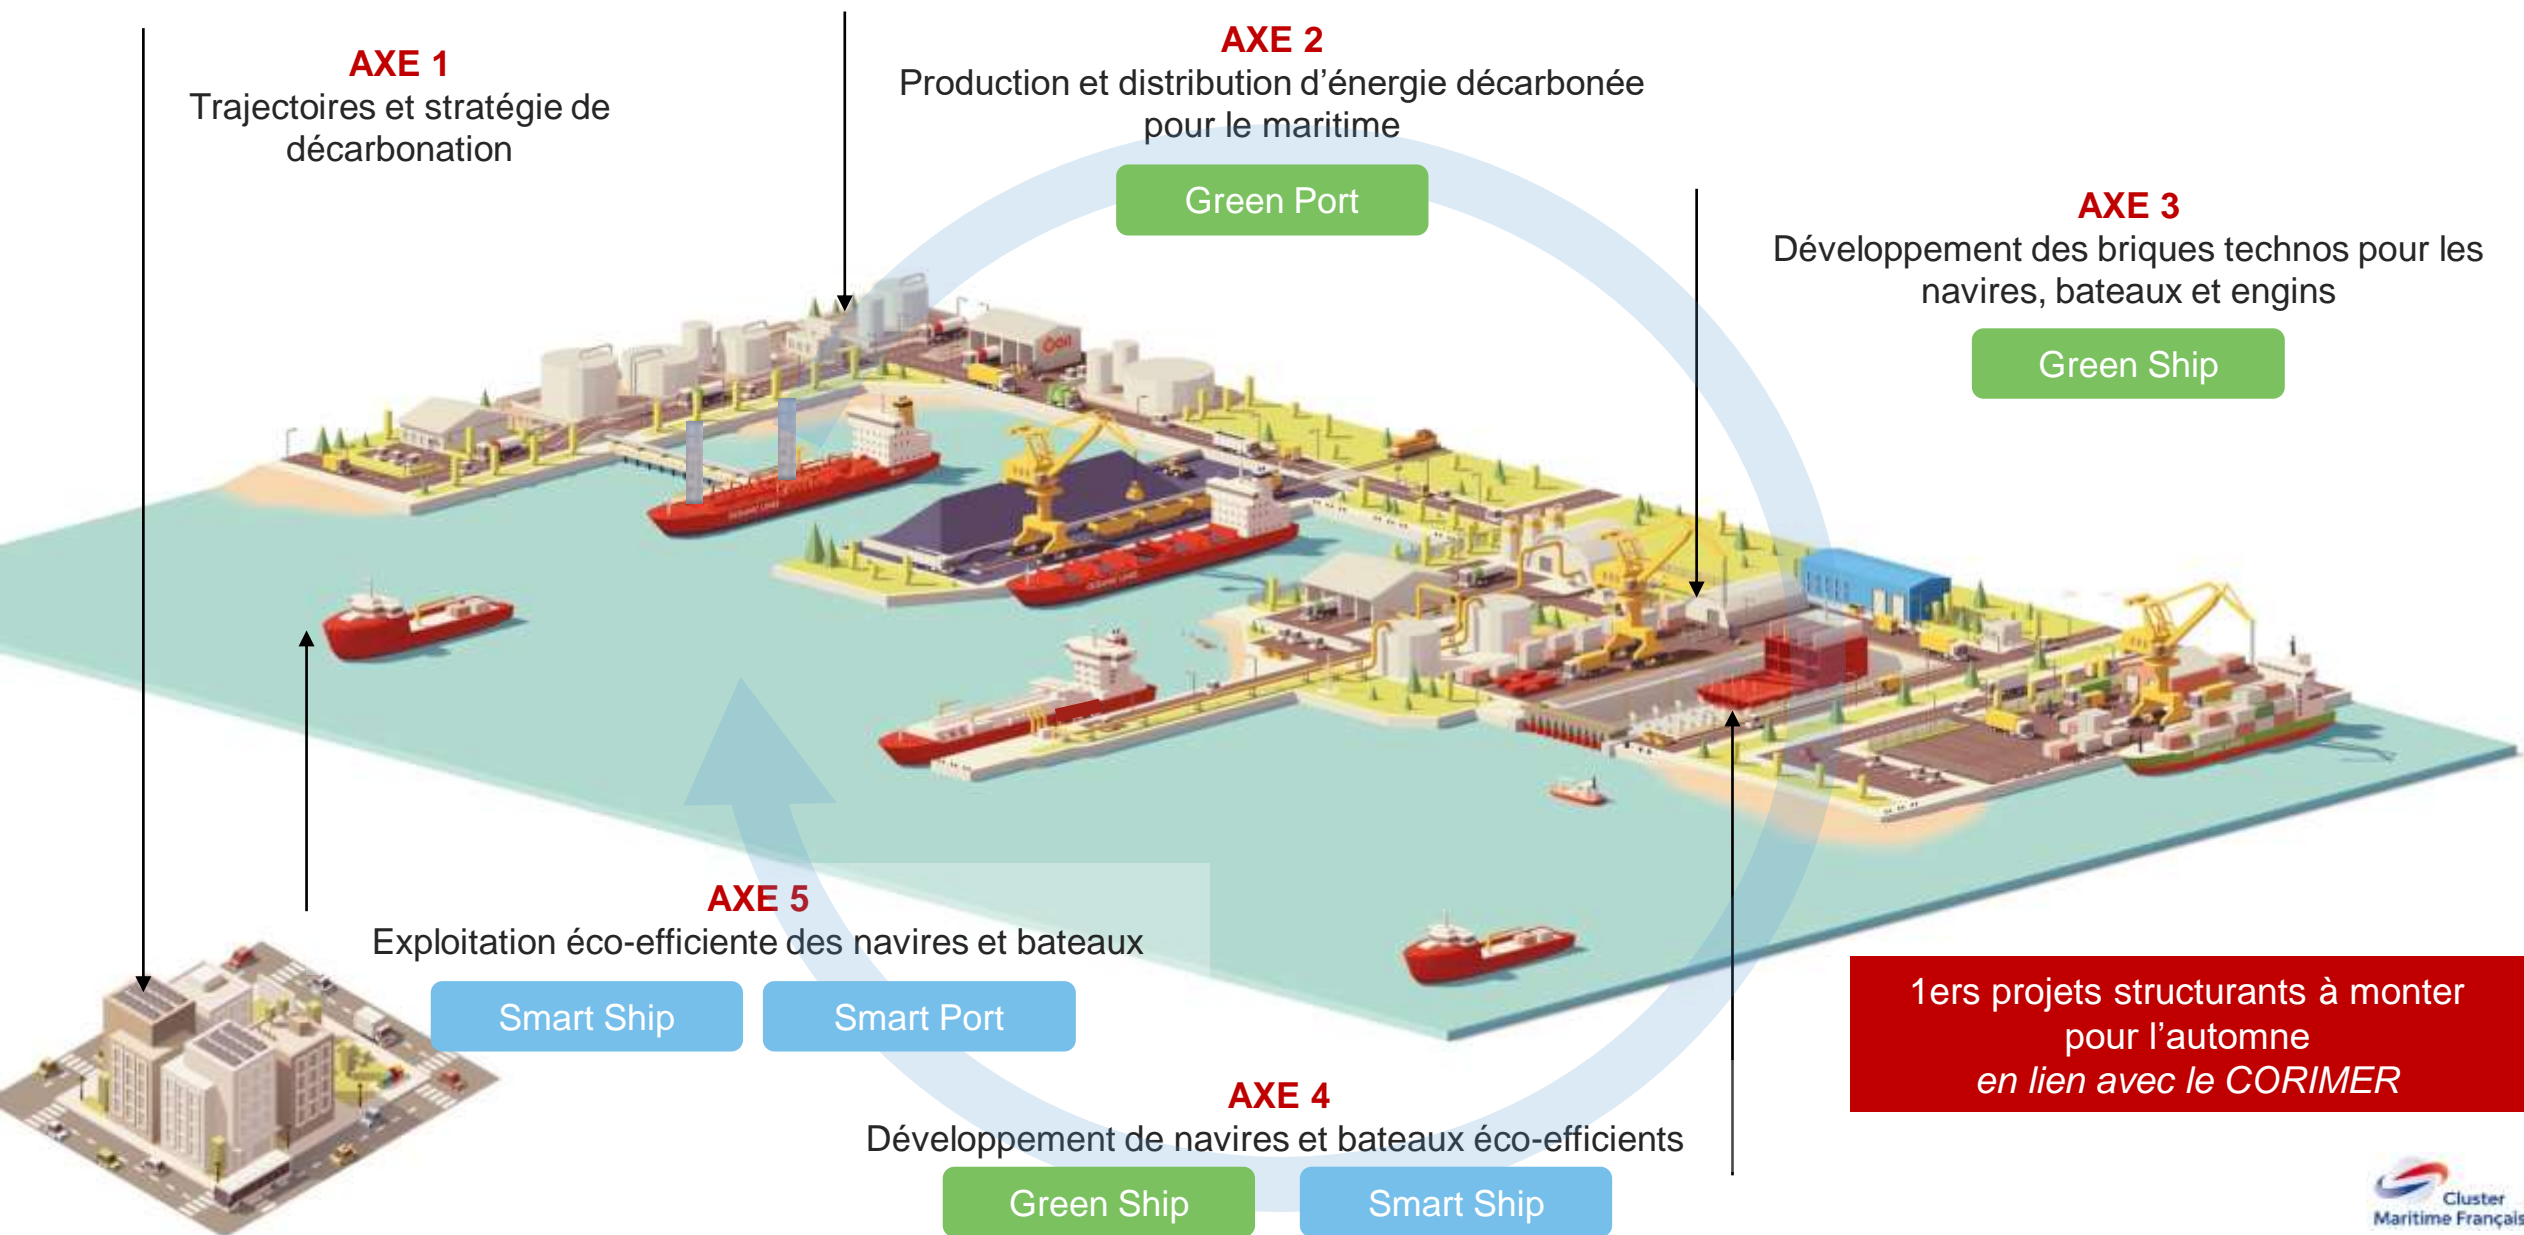 AXE 1
Trajectoires et stratégie de
décarbonation
AXE 2
Production et distribution d’énergie décarbonée
pour le maritime
Green Port
AXE 3
Développement des briques technos pour les
navires, bateaux et engins
Green Ship
Oil
AXE 5
Exploitation éco-efficiente des navires et bateaux
Smart Ship
Smart Port
AXE 4
Développement de navires et bateaux éco-efficients
Green Ship
Smart Ship
1ers projets structurants à monter
pour l’automne
en lien avec le CORIMER
Cluster
Maritime Français